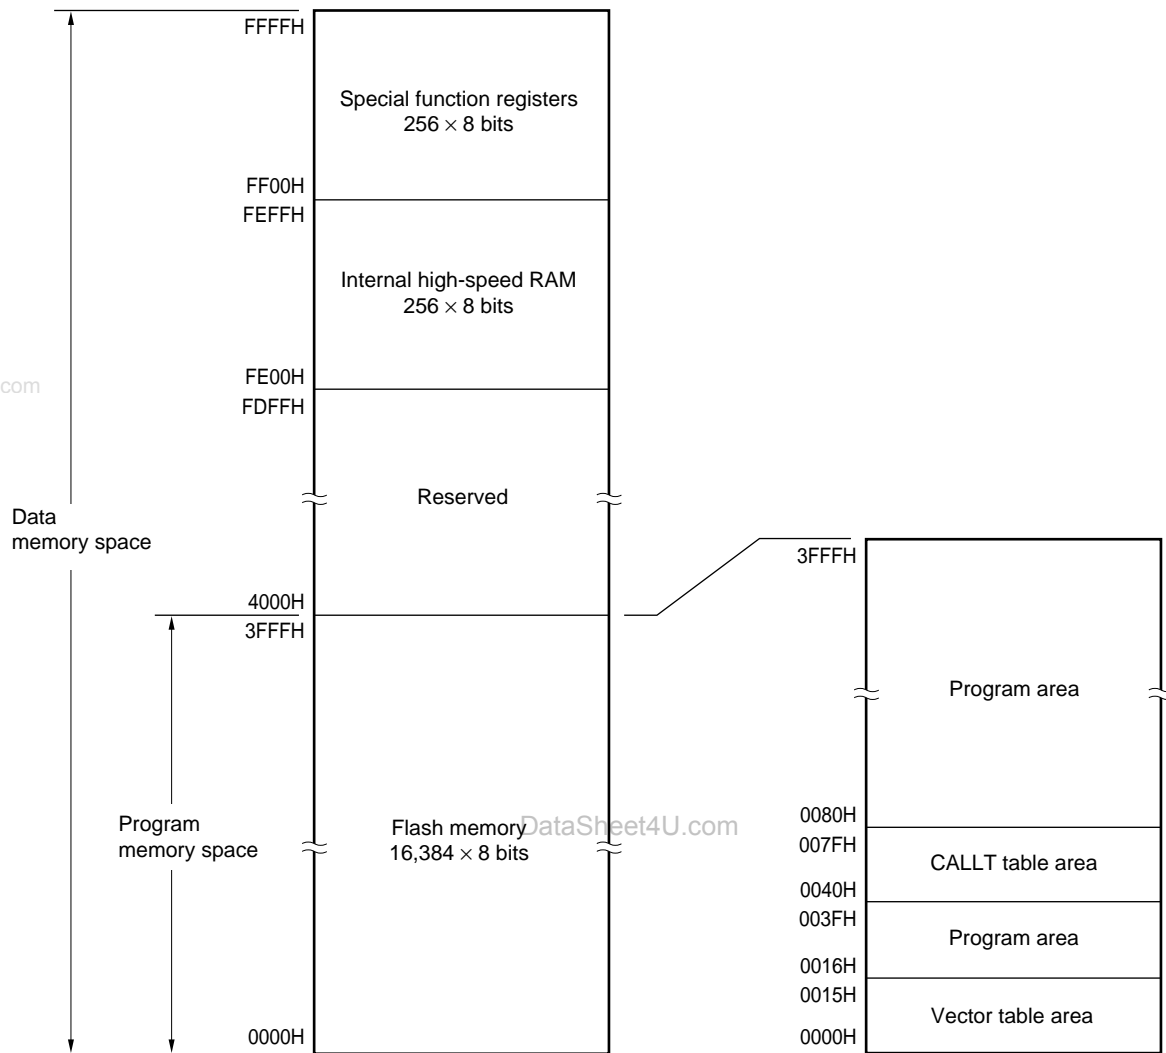 FFFFH
Special function registers
256 × 8 bits
FF00H
FEFFH
Internal high-speed RAM
256 × 8 bits
FE00H
FDFFH
com
Reserved
Data
memory space
4000H
3FFFH
Program
memory space
Flash memory
16,384 × 8 bits
DataSheet4U.com
0000H
3FFFH
Program area
0080H
007FH
CALLT table area
0040H
003FH
Program area
0016H
0015H
Vector table area
0000H